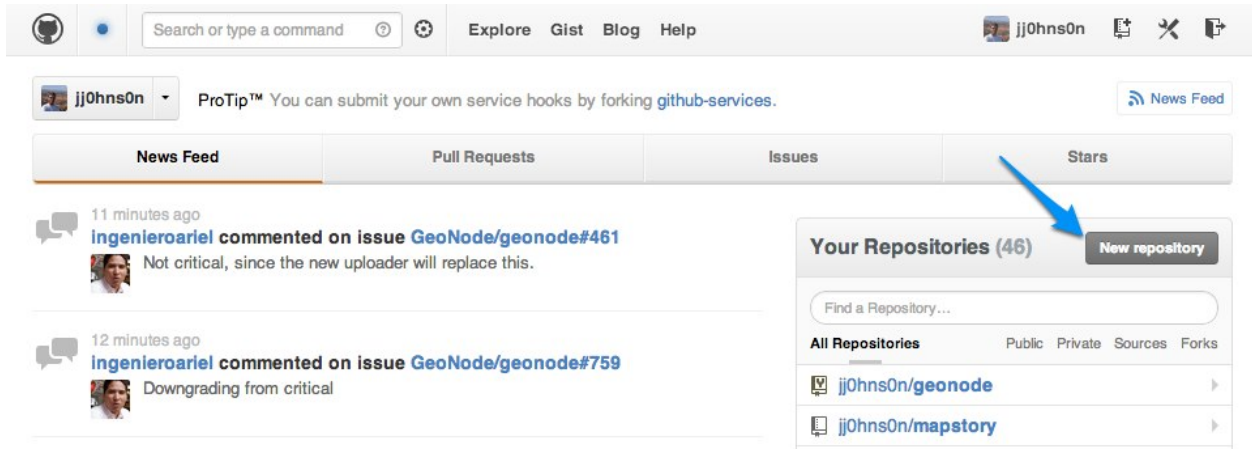 Search or type a command
Explore Gist Blog Help
jj0hns0n
jj0hns0n
ProTip™ You can submit your own service hooks by forking github-services.
News Feed
News Feed
Pull Requests
Issues
Stars
11 minutes ago
ingenieroariel commented on issue GeoNode/geonode#461
Not critical, since the new uploader will replace this.
12 minutes ago
ingenieroariel commented on issue GeoNode/geonode#759
Downgrading from critical
Your Repositories (46)
New repository
Find a Repository…
All Repositories Public Private Sources Forks
jj0hns0n/geonode
jj0hns0n/mapstory